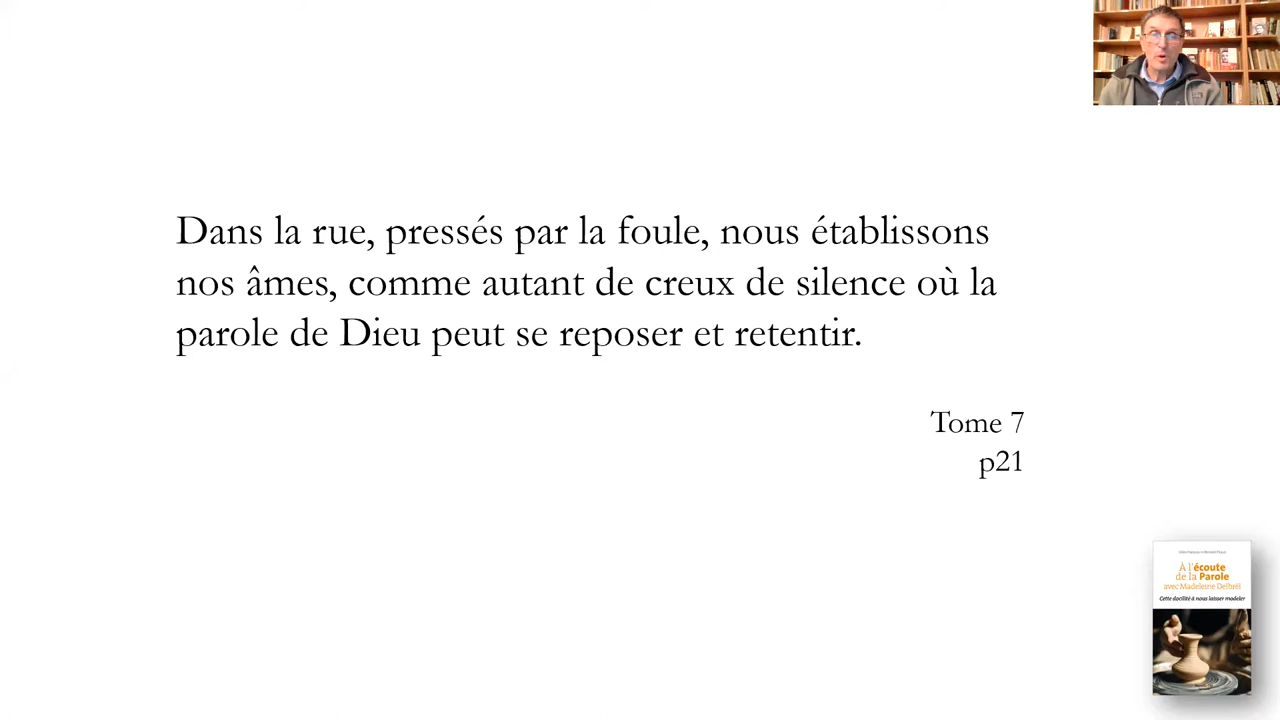 Dans la rue, pressés par la foule, nous établissons
nos âmes, comme autant de creux de silence où la
parole de Dieu peut se reposer et retentir.
Tome 7
p21
À l'écoute
de la Parole
avec Madeleine Delbrêl
Cette docilité à nous laisser modeler